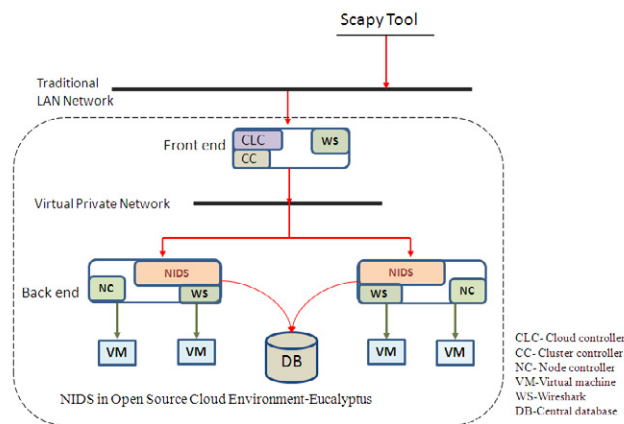 Scapy Tool
Traditional
LAN Network
Front end
CLC
WS
CC
Virtual Private Network
Back end
NIDS
NC
WS
NIDS
WS
NC
VM
VM
DB
VM
VM
CLC- Cloud controller
CC- Cluster controller
NC- Node controller
VM-Virtual machine
WS-Wireshark
DB-Central database
NIDS in Open Source Cloud Environment-Eucalyptus